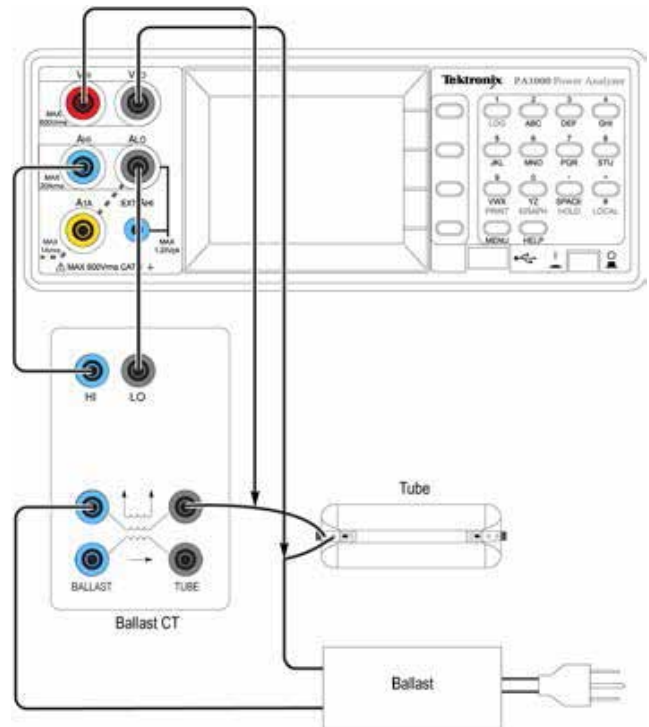 Tektronix PA1000 Power Analyzer
VHI VLO
MAX 600Vrms
AHI ALO
MAX 20Arms
EXT AHI
A1A
MAX 1Arms
MAX 1.25Vpk
MAX 600Vrms CAT II
1 2 3 4
LOG ABC DEF GHI
5 6 7 8
JKL MNO PQR STU
9 0 - *
VWX YZ SPACE #
PRINT GRAPH HOLD LOCAL
MENU HELP
HI LO
BALLAST TUBE
Ballast CT
Tube
Ballast